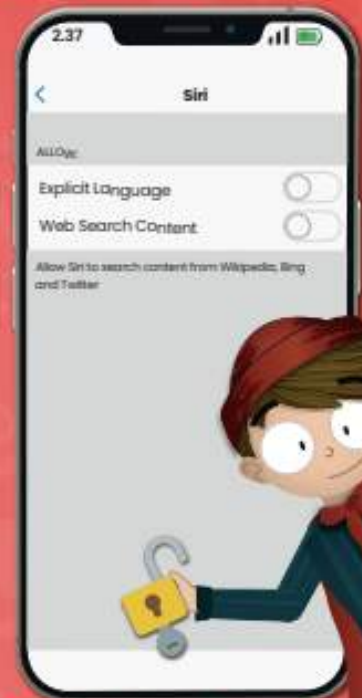 2.37
Siri
ALLOW:
Explicit Language
Web Search Content
Allow Siri to search content from Wikipedia, Bing
and Twitter